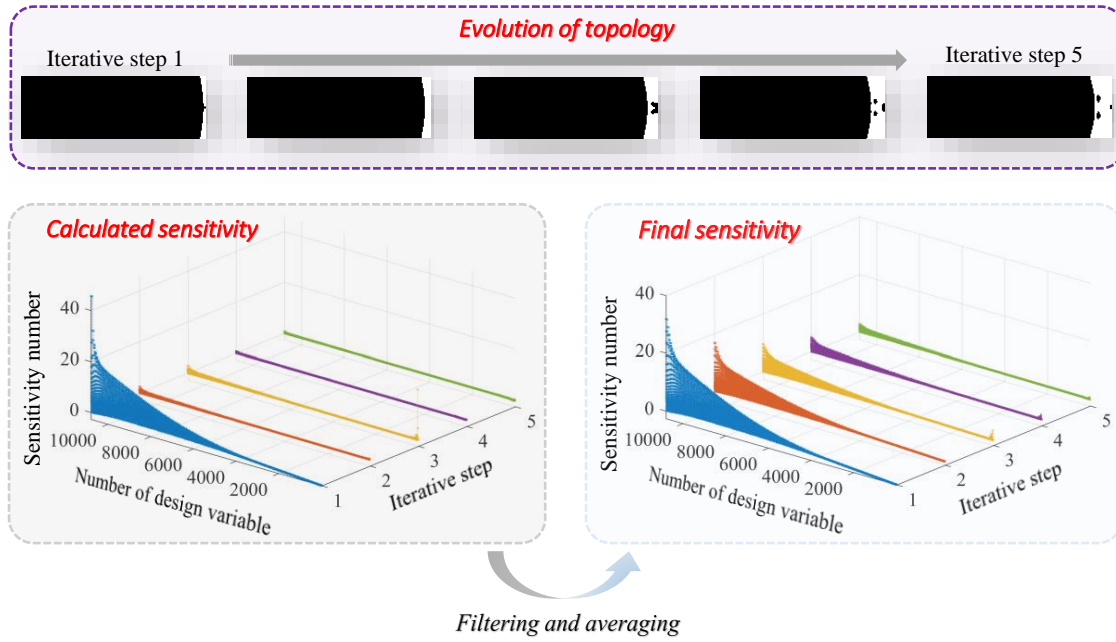 Evolution of topology
Iterative step 1
Iterative step 5
Calculated sensitivity
Sensitivity number
40
20
0
10000
8000
6000
4000
2000
Number of design variable
1
2
3
4
5
Iterative step
Final sensitivity
Sensitivity number
40
20
0
10000
8000
6000
4000
2000
Number of design variable
1
2
3
4
5
Iterative step
Filtering and averaging